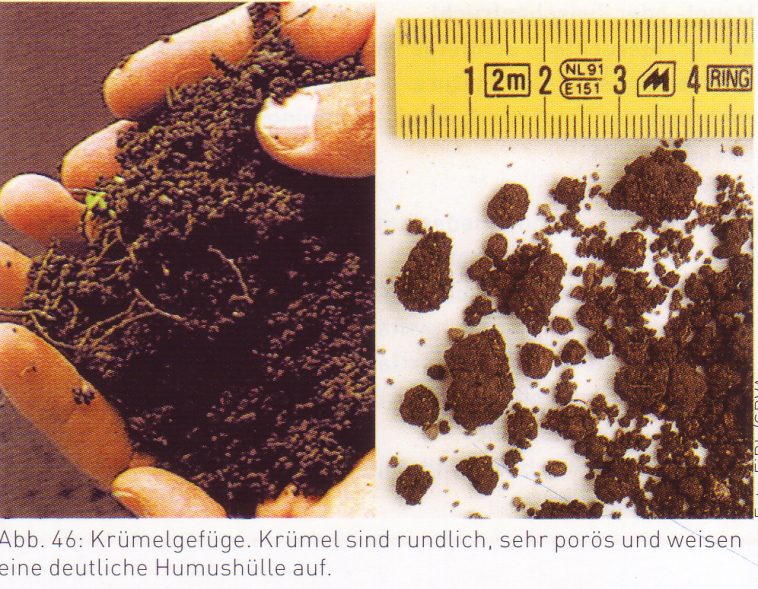 1 2m 2 NL91 3 M 4 RING
E151
Abb. 46: Krümelgefüge. Krümel sind rundlich, sehr porös und weisen
eine deutliche Humushülle auf.